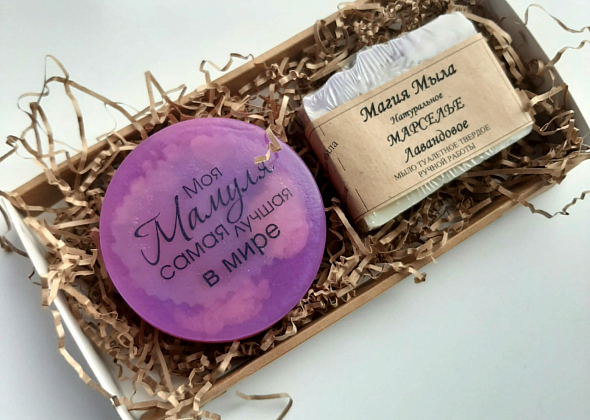 Моя
Мамуля
самая лучшая
в мире
Магия Мыла
Натуральное
МАРСЕЛЬЕ
Лавандовое
МЫЛО ТУАЛЕТНОЕ ТВЕРДОЕ
РУЧНОЙ РАБОТЫ